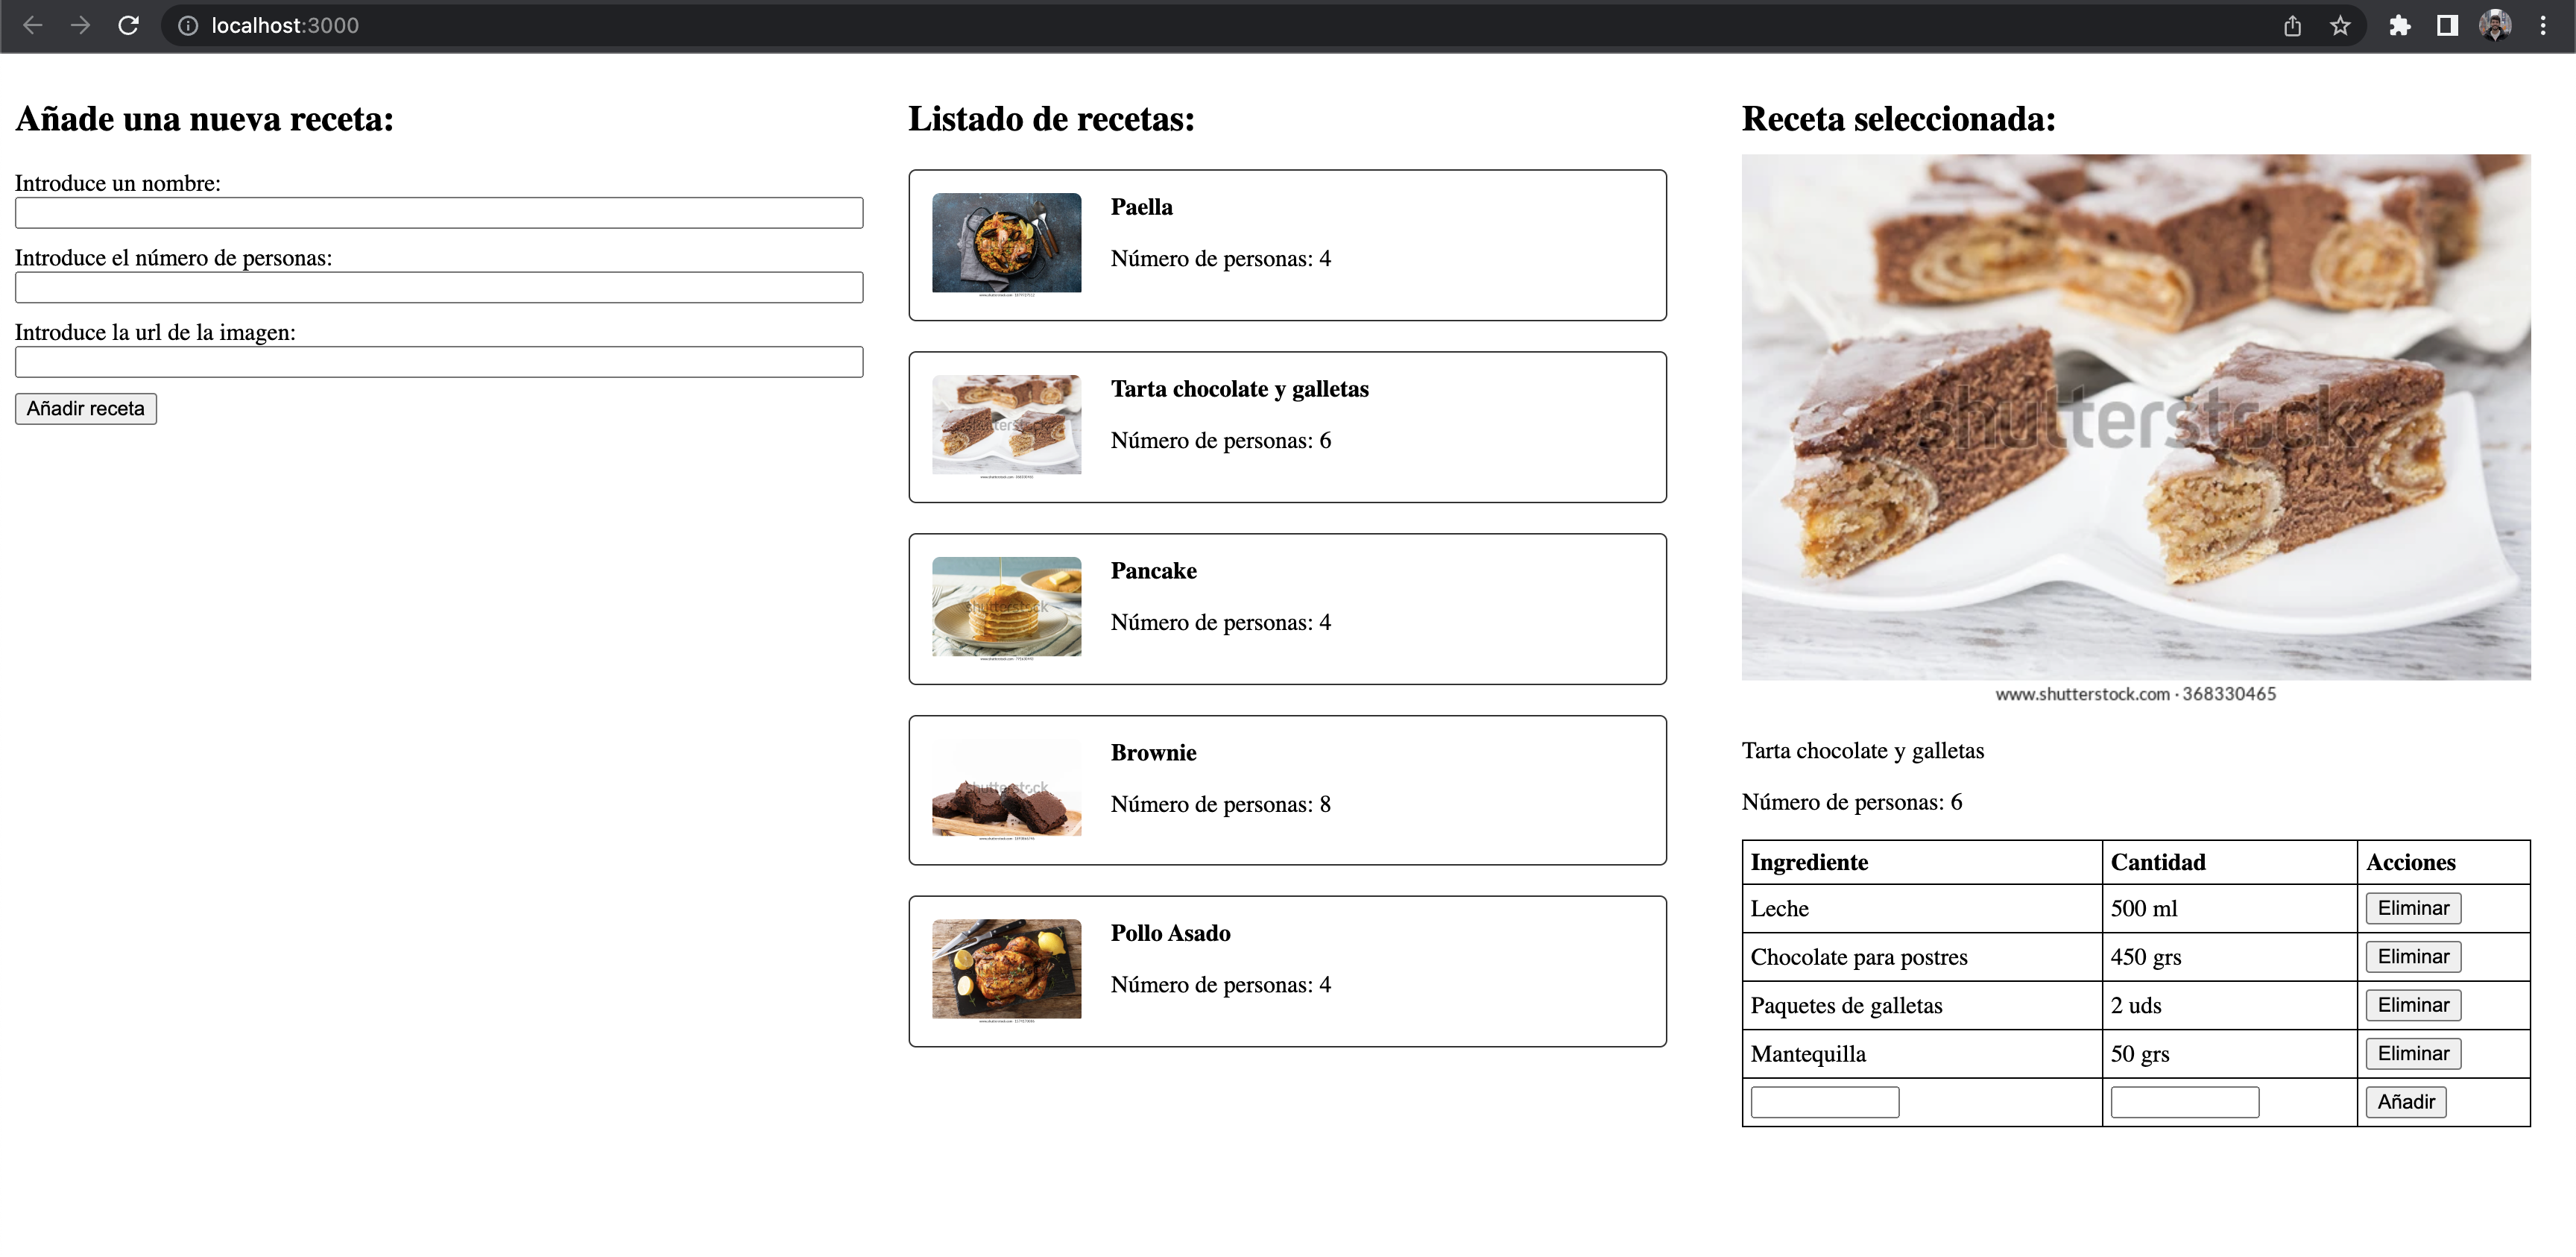 localhost:3000
Añade una nueva receta:
Introduce un nombre:
Introduce el número de personas:
Introduce la url de la imagen:
Añadir receta
Listado de recetas:
Paella
Número de personas: 4
Tarta chocolate y galletas
Número de personas: 6
shutterstock
Pancake
Número de personas: 4
shutterstock
Brownie
Número de personas: 8
shutterstock
Pollo Asado
Número de personas: 4
Receta seleccionada:
shutterstock
www.shutterstock.com · 368330465
Tarta chocolate y galletas
Número de personas: 6
Ingrediente Cantidad Acciones
Leche 500 ml Eliminar
Chocolate para postres 450 grs Eliminar
Paquetes de galletas 2 uds Eliminar
Mantequilla 50 grs Eliminar
Añadir